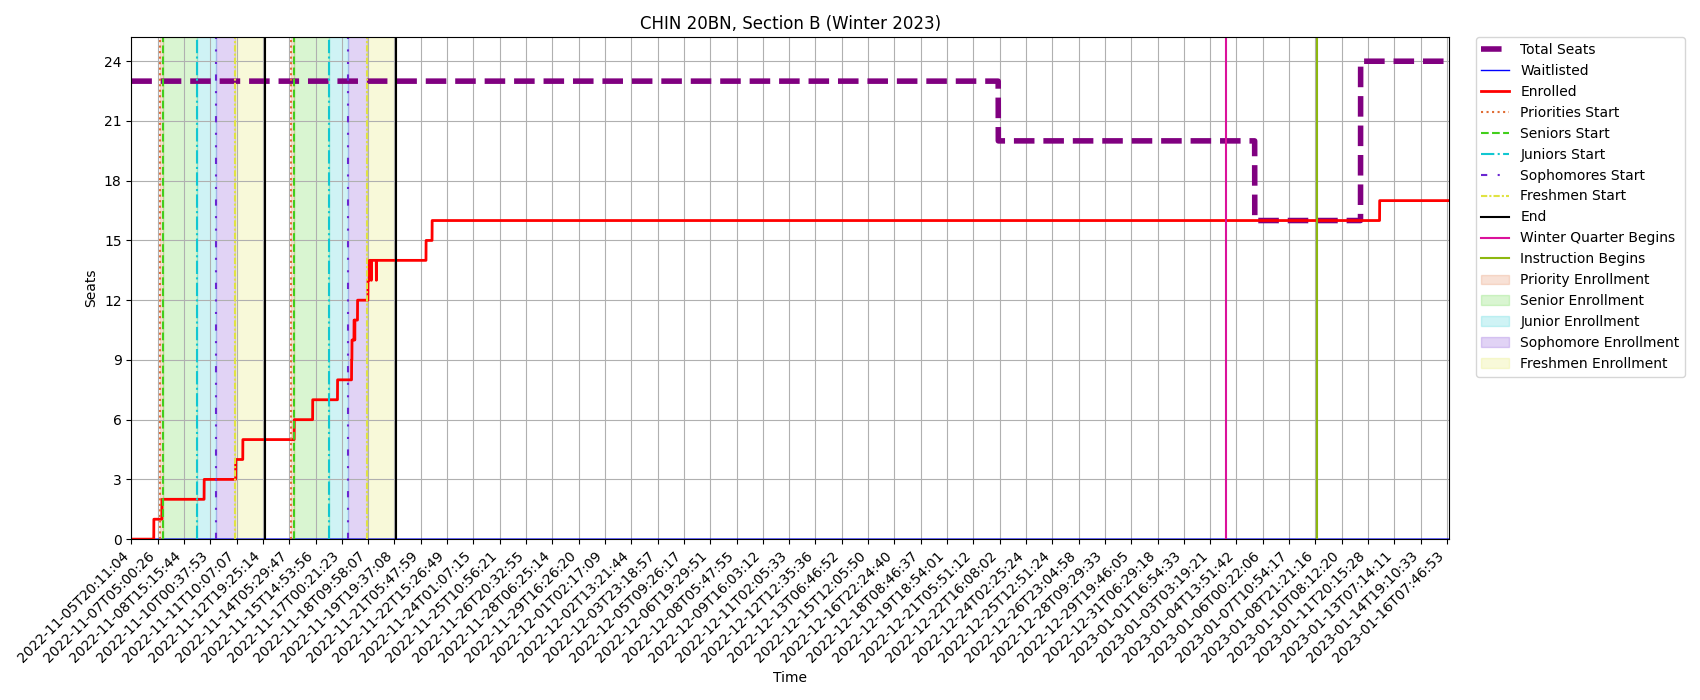 CHIN 20BN, Section B (Winter 2023)
24
21
18
15
12
9
6
3
0
Seats
2022-11-05T20:11:04
2022-11-07T05:00:26
2022-11-08T15:15:44
2022-11-10T00:37:53
2022-11-11T10:07:07
2022-11-12T19:25:14
2022-11-14T05:29:47
2022-11-15T14:53:56
2022-11-17T00:21:23
2022-11-18T09:58:07
2022-11-19T19:37:08
2022-11-21T05:47:59
2022-11-22T15:26:49
2022-11-24T01:07:15
2022-11-25T10:56:21
2022-11-26T20:32:55
2022-11-28T06:25:14
2022-11-29T16:26:20
2022-12-01T02:17:09
2022-12-02T13:21:44
2022-12-03T23:18:57
2022-12-05T09:26:17
2022-12-06T19:29:51
2022-12-08T05:47:55
2022-12-09T16:03:12
2022-12-11T02:05:33
2022-12-12T12:35:36
2022-12-13T06:46:52
2022-12-15T12:05:50
2022-12-16T22:24:40
2022-12-18T08:46:37
2022-12-19T18:54:01
2022-12-21T05:51:12
2022-12-22T16:08:02
2022-12-24T02:25:24
2022-12-25T12:51:24
2022-12-26T23:04:58
2022-12-28T09:29:33
2022-12-29T19:46:05
2022-12-31T06:29:18
2023-01-01T16:54:33
2023-01-03T03:19:21
2023-01-04T13:51:42
2023-01-06T00:22:06
2023-01-07T10:54:17
2023-01-08T21:21:16
2023-01-10T08:12:20
2023-01-11T20:15:28
2023-01-13T07:14:11
2023-01-14T19:10:33
2023-01-16T07:46:53
Time
Total Seats
Waitlisted
Enrolled
Priorities Start
Seniors Start
Juniors Start
Sophomores Start
Freshmen Start
End
Winter Quarter Begins
Instruction Begins
Priority Enrollment
Senior Enrollment
Junior Enrollment
Sophomore Enrollment
Freshmen Enrollment